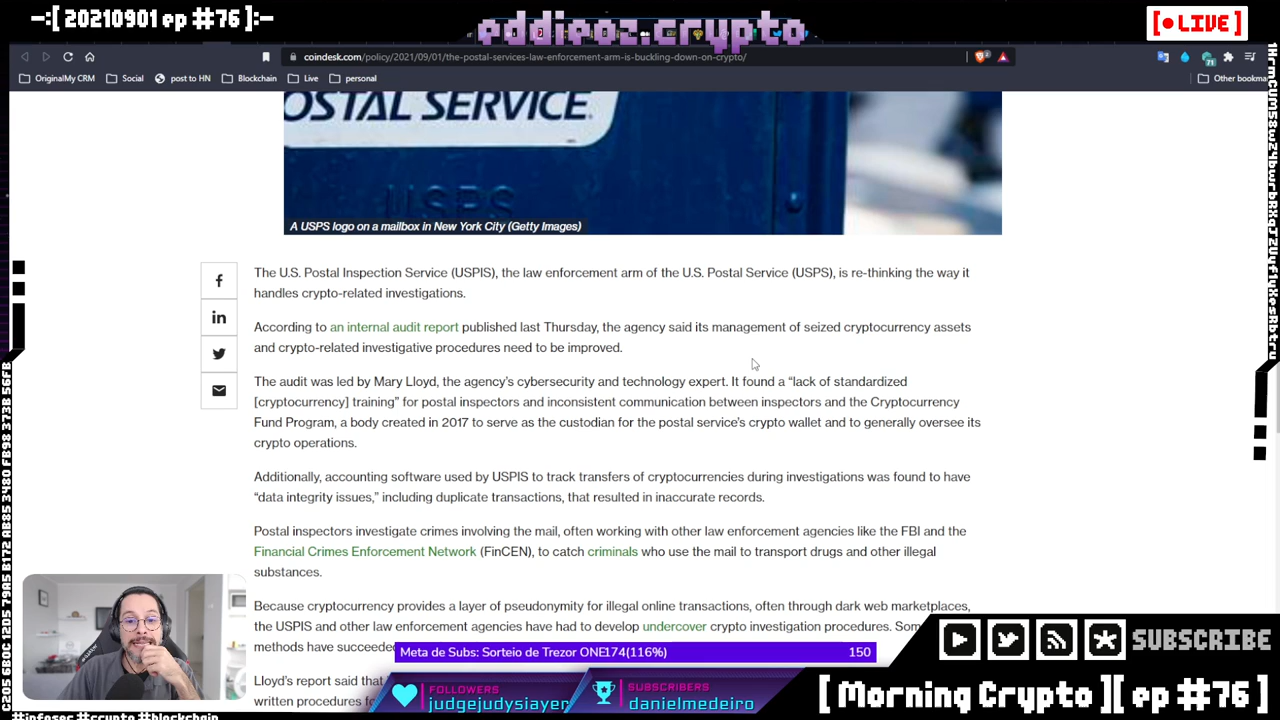 -:[ 20210901 ep #76 ]:-
eddieoz.crypto
[ LIVE ]
coindesk.com/policy/2021/09/01/the-postal-services-law-enforcement-arm-is-buckling-down-on-crypto/
OriginalMy CRM
Social
post to HN
Blockchain
Live
personal
Other bookma
POSTAL SERVICE
USPS
A USPS logo on a mailbox in New York City (Getty Images)
The U.S. Postal Inspection Service (USPIS), the law enforcement arm of the U.S. Postal Service (USPS), is re-thinking the way it
handles crypto-related investigations.
According to an internal audit report published last Thursday, the agency said its management of seized cryptocurrency assets
and crypto-related investigative procedures need to be improved.
The audit was led by Mary Lloyd, the agency's cybersecurity and technology expert. It found a “lack of standardized
[cryptocurrency] training” for postal inspectors and inconsistent communication between inspectors and the Cryptocurrency
Fund Program, a body created in 2017 to serve as the custodian for the postal service's crypto wallet and to generally oversee its
crypto operations.
Additionally, accounting software used by USPIS to track transfers of cryptocurrencies during investigations was found to have
“data integrity issues,” including duplicate transactions, that resulted in inaccurate records.
Postal inspectors investigate crimes involving the mail, often working with other law enforcement agencies like the FBI and the
Financial Crimes Enforcement Network (FinCEN), to catch criminals who use the mail to transport drugs and other illegal
substances.
Because cryptocurrency provides a layer of pseudonymity for illegal online transactions, often through dark web marketplaces,
the USPIS and other law enforcement agencies have had to develop undercover crypto investigation procedures. Som
methods have succeeded
Lloyd's report said that
written procedures fo
Meta de Subs: Sorteio de Trezor ONE
174(116%)
150
FOLLOWERS
judgejudyslayer
SUBSCRIBERS
danielmedeiro
SUBSCRIBE
[ Morning Crypto ][ ep #76 ]
#infosec #crypto #blockchain